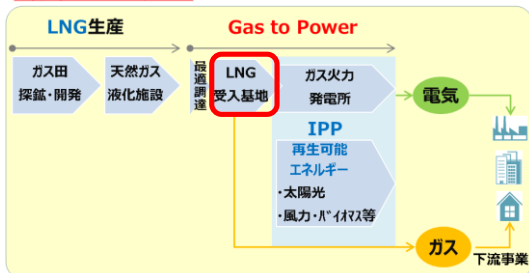 LNG生産
Gas to Power
ガス田
探鉱・開発
天然ガス
液化施設
最適調達
LNG
受入基地
ガス火力
発電所
電気
IPP
再生可能
エネルギー
・太陽光
・風力・バイオマス等
ガス
下流事業